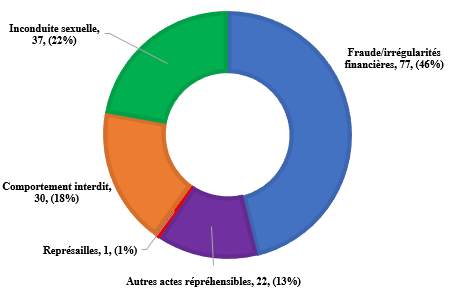 Inconduite sexuelle,
37, (22%)
Fraude/irrégularités
financières, 77, (46%)
Comportement interdit,
30, (18%)
Représailles, 1, (1%)
Autres actes répréhensibles, 22, (13%)